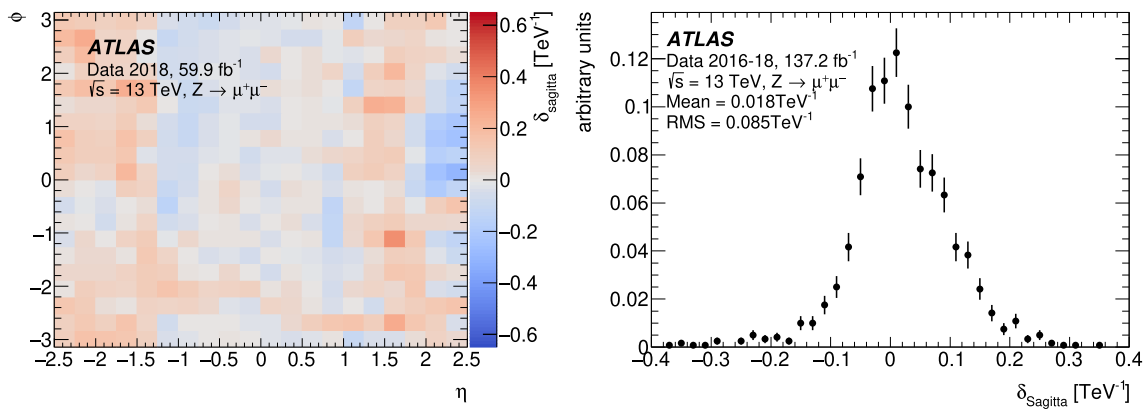 ϕ
3
2
1
0
−1
−2
−3
ATLAS
Data 2018, 59.9 fb⁻¹
√s = 13 TeV, Z → μ⁺μ⁻
−2.5 −2 −1.5 −1 −0.5 0 0.5 1 1.5 2 2.5
η
0.6
0.4
0.2
0
−0.2
−0.4
−0.6
δsagitta [TeV⁻¹]
arbitrary units
0.12
0.1
0.08
0.06
0.04
0.02
0
ATLAS
Data 2016-18, 137.2 fb⁻¹
√s = 13 TeV, Z → μ⁺μ⁻
Mean = 0.018TeV⁻¹
RMS = 0.085TeV⁻¹
−0.4 −0.3 −0.2 −0.1 0 0.1 0.2 0.3 0.4
δSagitta [TeV⁻¹]